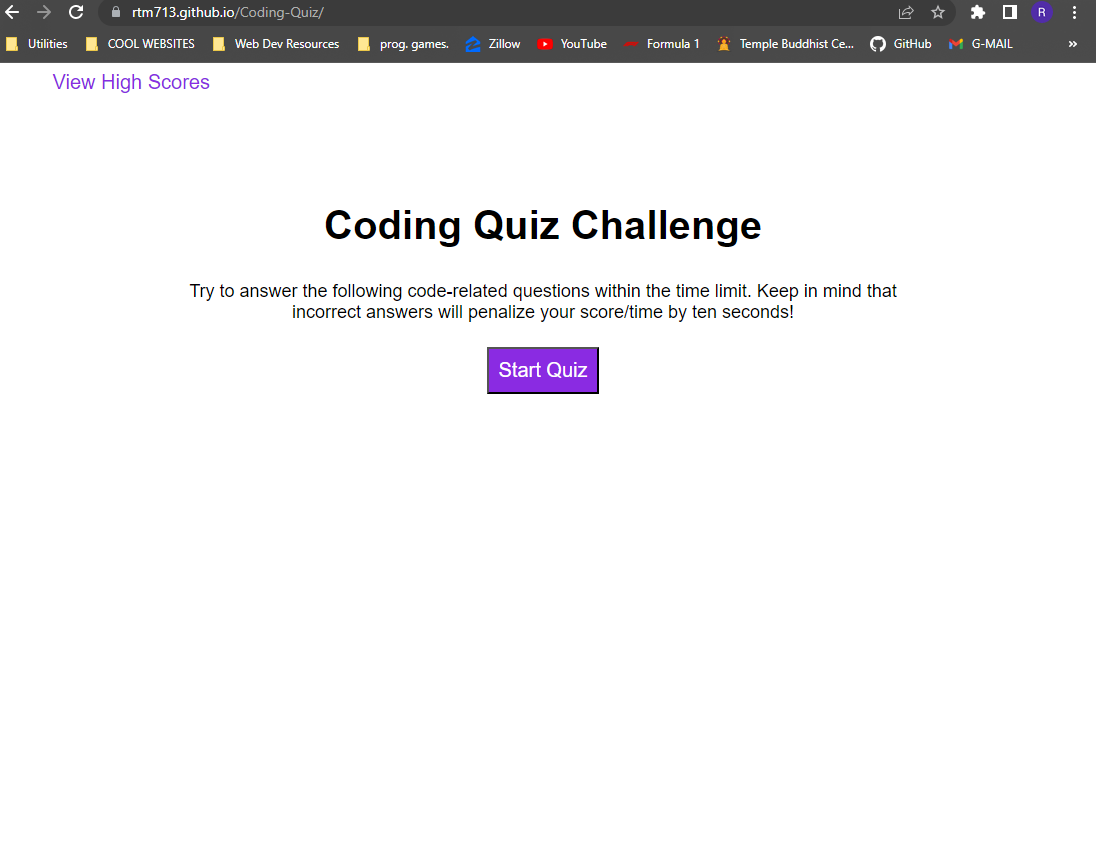 rtm713.github.io/Coding-Quiz/
R
Utilities COOL WEBSITES Web Dev Resources prog. games. Zillow YouTube Formula 1 Temple Buddhist Ce... GitHub G-MAIL »
View High Scores
Coding Quiz Challenge
Try to answer the following code-related questions within the time limit. Keep in mind that
incorrect answers will penalize your score/time by ten seconds!
Start Quiz